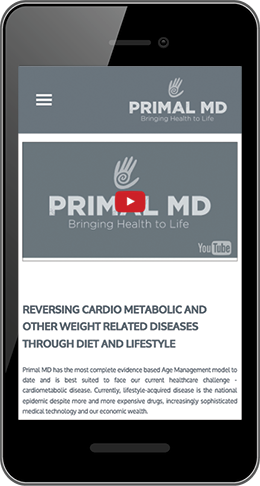 PRIMAL MD
Bringing Health to Life
PRIMAL MD
Bringing Health to Life
YouTube
REVERSING CARDIO METABOLIC AND
OTHER WEIGHT RELATED DISEASES
THROUGH DIET AND LIFESTYLE
Primal MD has the most complete evidence based Age Management model to
date and is best suited to face our current healthcare challenge -
cardiometabolic disease. Currently, lifestyle-acquired disease is the national
epidemic despite more and more expensive drugs, increasingly sophisticated
medical technology and our economic wealth.